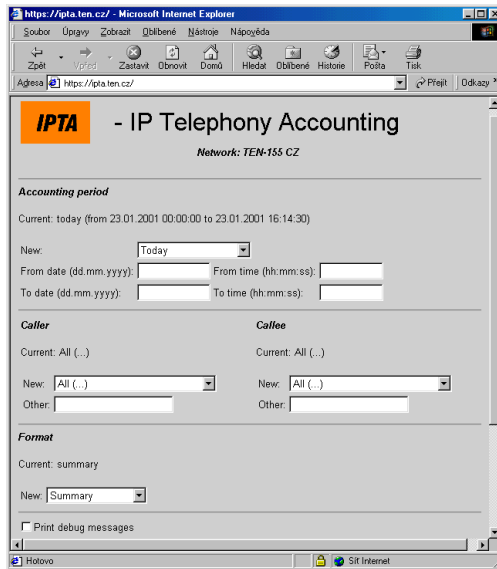 https://ipta.ten.cz/ - Microsoft Internet Explorer
Soubor Úpravy Zobrazit Oblíbené Nástroje Nápověda
Zpět Vpřed Zastavit Obnovit Domů Hledat Oblíbené Historie Pošta Tisk
Adresa https://ipta.ten.cz/ Přejít Odkazy »
IPTA - IP Telephony Accounting
Network: TEN-155 CZ
Accounting period
Current: today (from 23.01.2001 00:00:00 to 23.01.2001 16:14:30)
New: Today
From date (dd.mm.yyyy): From time (hh:mm:ss):
To date (dd.mm.yyyy): To time (hh:mm:ss):
Caller Callee
Current: All (...) Current: All (...)
New: All (...) New: All (...)
Other: Other:
Format
Current: summary
New: Summary
Print debug messages
Hotovo Síť Internet